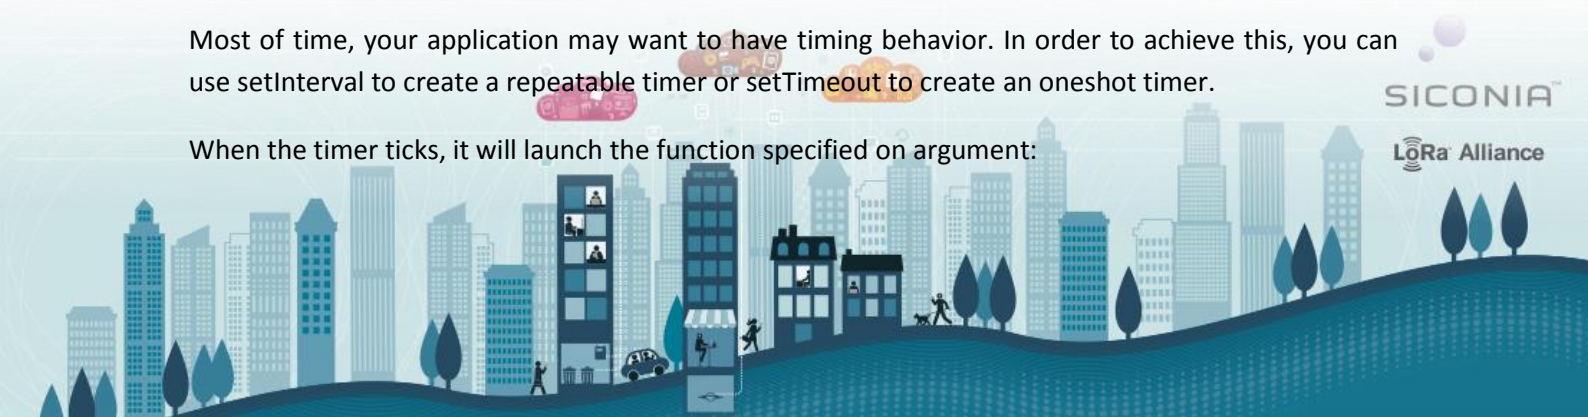 Most of time, your application may want to have timing behavior. In order to achieve this, you can
use setInterval to create a repeatable timer or setTimeout to create an oneshot timer.
SICONIA™
When the timer ticks, it will launch the function specified on argument:
LoRa Alliance